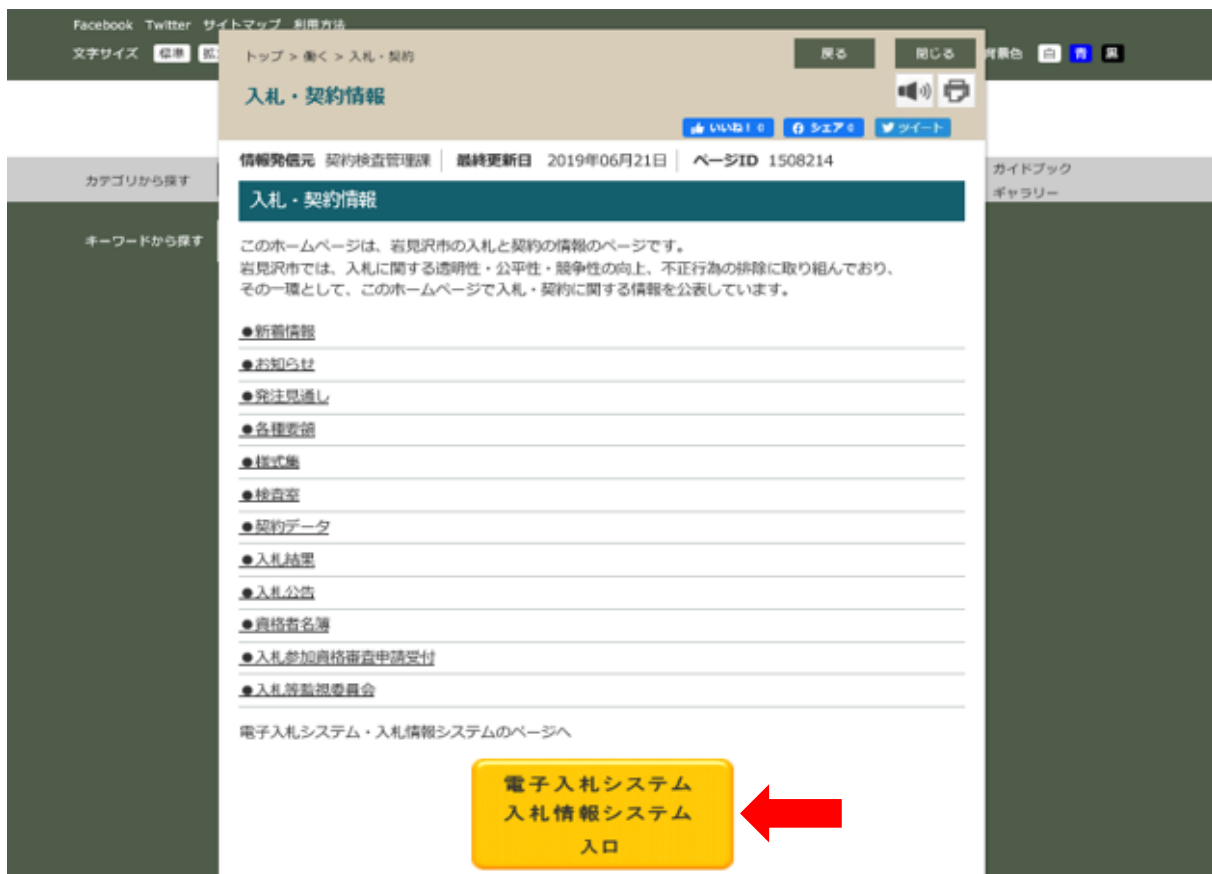 Facebook Twitter サイトマップ 利用方法
文字サイズ 標準 拡
背景色 白 青 黒
トップ > 働く > 入札・契約
戻る 閉じる
入札・契約情報
いいね！ 0 シェア 0 ツイート
情報発信元 契約検査管理課 最終更新日 2019年06月21日 ページID 1508214
カテゴリから探す
ガイドブック
ギャラリー
入札・契約情報
キーワードから探す
このホームページは、岩見沢市の入札と契約の情報のページです。
岩見沢市では、入札に関する透明性・公平性・競争性の向上、不正行為の排除に取り組んでおり、
その一環として、このホームページで入札・契約に関する情報を公表しています。
●新着情報
●お知らせ
●発注見通し
●各種要領
●様式集
●検査室
●契約データ
●入札結果
●入札公告
●資格者名簿
●入札参加資格審査申請受付
●入札等監視委員会
電子入札システム・入札情報システムのページへ
電子入札システム
入札情報システム
入口